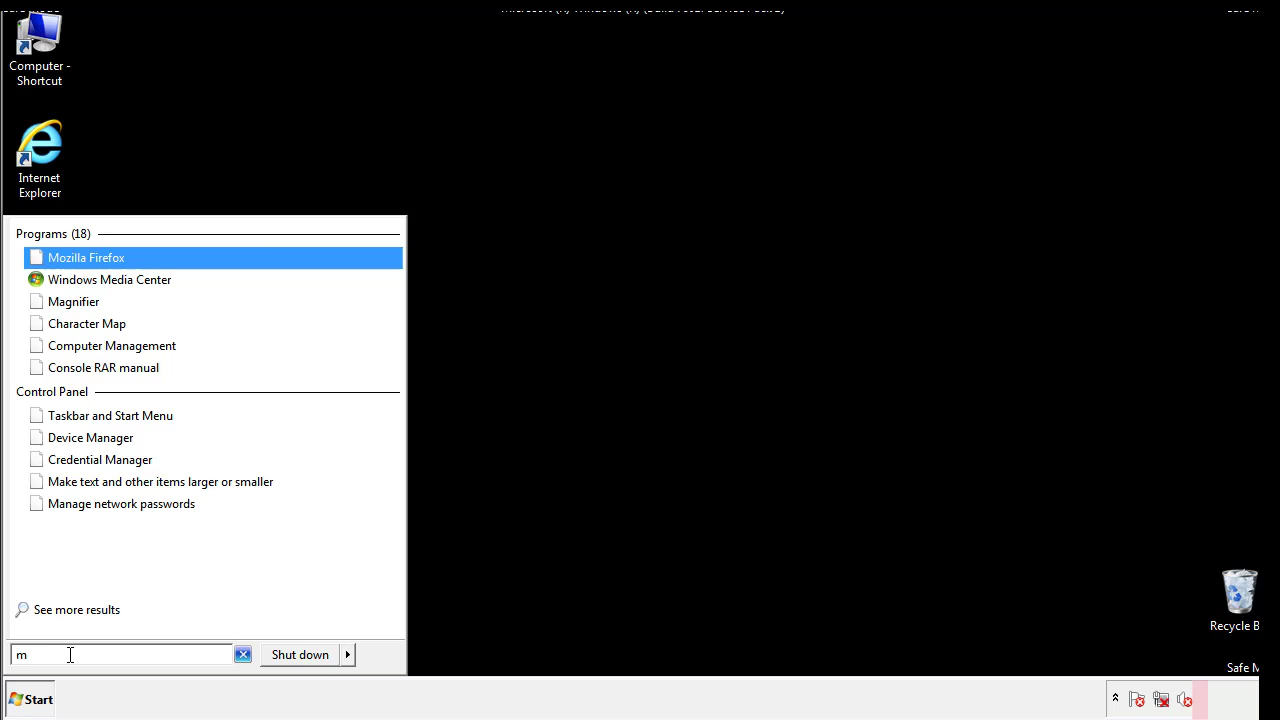 Computer -
Shortcut
Internet
Explorer
Programs (18)
Mozilla Firefox
Windows Media Center
Magnifier
Character Map
Computer Management
Console RAR manual
Control Panel
Taskbar and Start Menu
Device Manager
Credential Manager
Make text and other items larger or smaller
Manage network passwords
See more results
m
Shut down
Recycle B
Safe M
Start